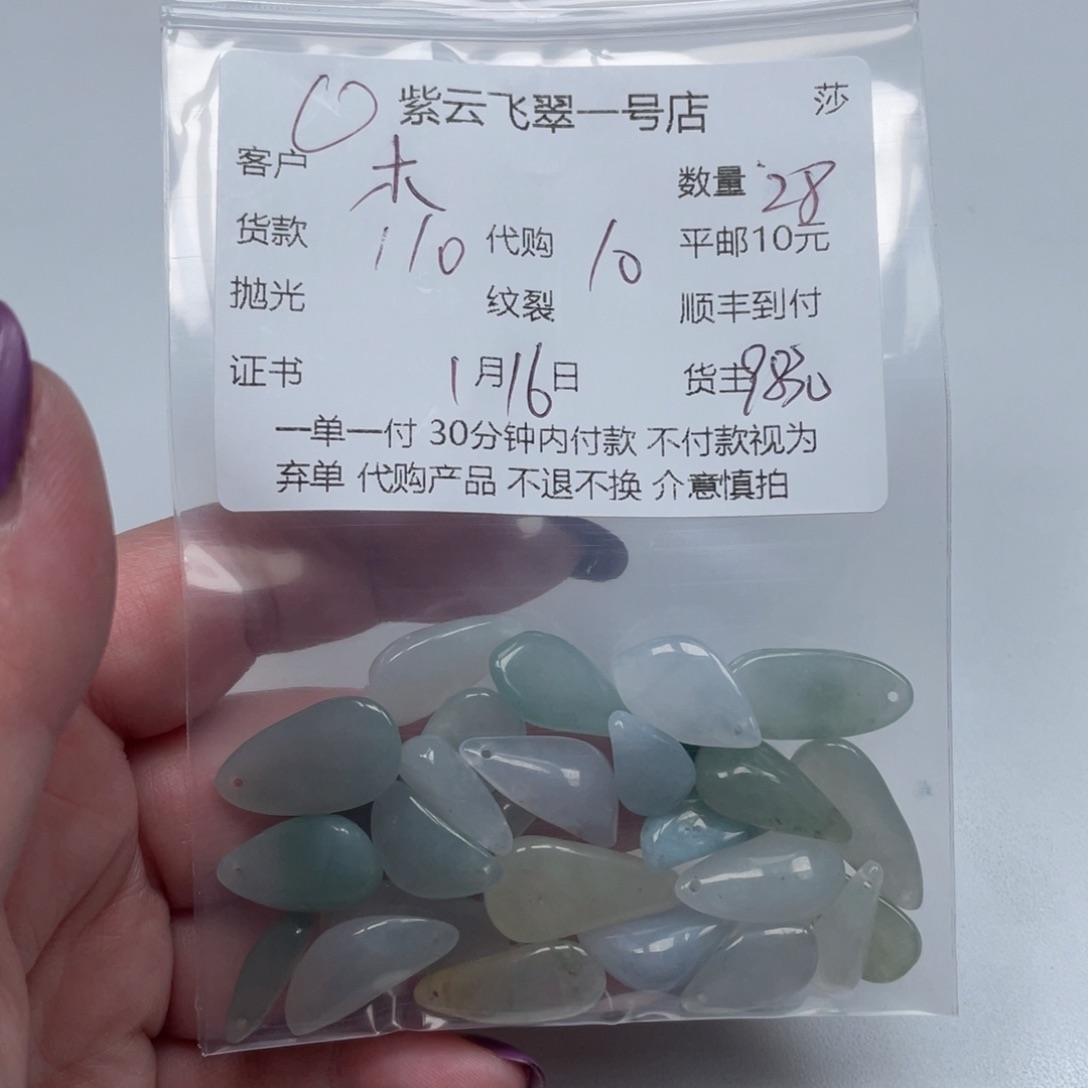 紫云飞翠一号店 莎
客户 木 数量 28
货款 110 代购 10 平邮10元
抛光 纹裂 顺丰到付
证书 1月16日 货主
一单一付 30分钟内付款 不付款视为
弃单 代购产品 不退不换 介意慎拍